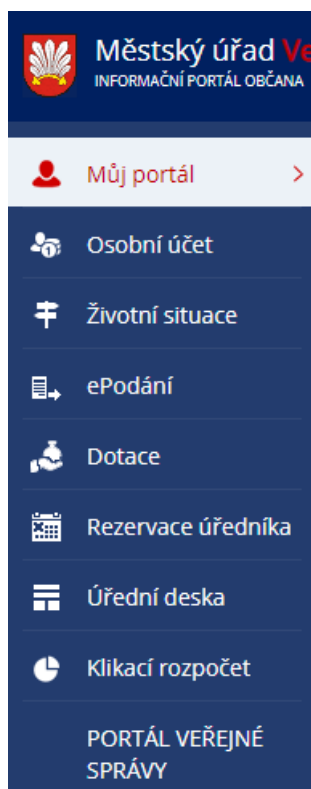 Městský úřad Ve
INFORMAČNÍ PORTÁL OBČANA
Můj portál
Osobní účet
Životní situace
ePodání
Dotace
Rezervace úředníka
Úřední deska
Klikací rozpočet
PORTÁL VEŘEJNÉ
SPRÁVY